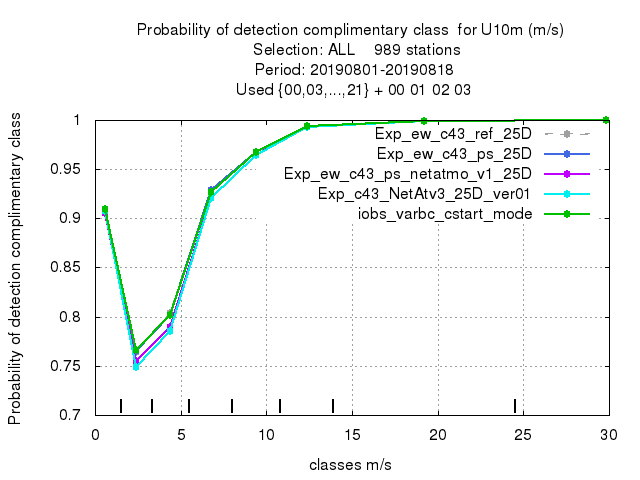 Probability of detection complimentary class  for U10m (m/s)
Selection: ALL    989 stations
Period: 20190801-20190818
Used {00,03,...,21} + 00 01 02 03
Probability of detection complimentary class
1
0.95
0.9
0.85
0.8
0.75
0.7
Exp_ew_c43_ref_25D
Exp_ew_c43_ps_25D
Exp_ew_c43_ps_netatmo_v1_25D
Exp_c43_NetAtv3_25D_ver01
iobs_varbc_cstart_mode
0 5 10 15 20 25 30
classes m/s